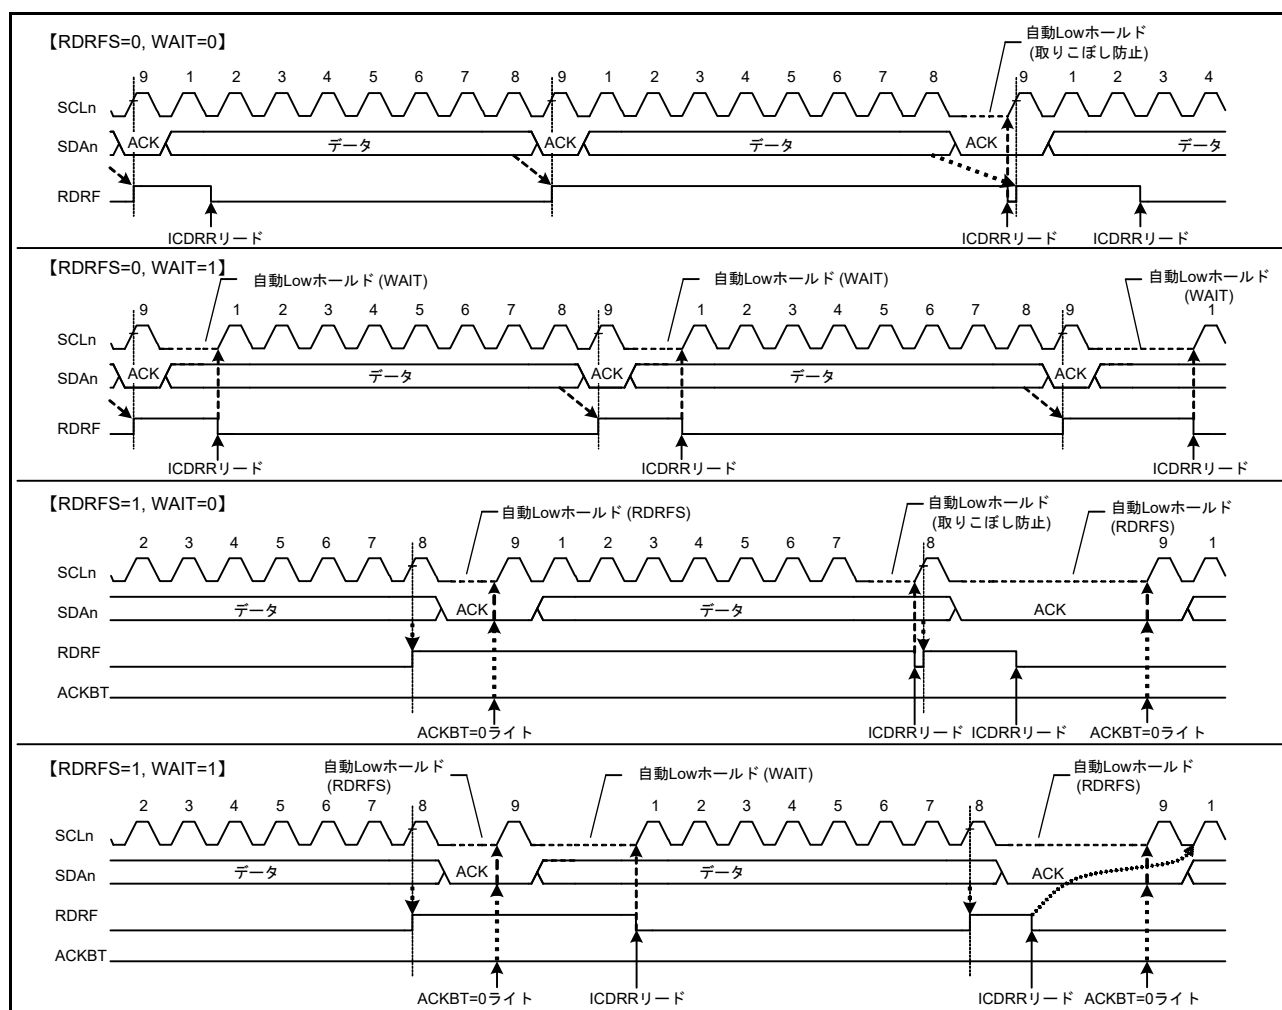 【RDRFS=0, WAIT=0】
自動Lowホールド
(取りこぼし防止)
9 1 2 3 4 5 6 7 8 9 1 2 3 4 5 6 7 8 9 1 2 3 4
SCLn
SDAn ACK データ ACK データ ACK データ
RDRF
ICDRRリード ICDRRリード ICDRRリード
【RDRFS=0, WAIT=1】
自動Lowホールド (WAIT) 自動Lowホールド (WAIT) 自動Lowホールド
(WAIT)
9 1 2 3 4 5 6 7 8 9 1 2 3 4 5 6 7 8 9 1
SCLn
SDAn ACK データ ACK データ ACK
RDRF
ICDRRリード ICDRRリード ICDRRリード
【RDRFS=1, WAIT=0】
自動Lowホールド (RDRFS) 自動Lowホールド
(取りこぼし防止)
自動Lowホールド
(RDRFS)
2 3 4 5 6 7 8 9 1 2 3 4 5 6 7 8 9 1
SCLn
SDAn データ ACK データ ACK
RDRF
ACKBT
ACKBT=0ライト ICDRRリード ICDRRリード ACKBT=0ライト
【RDRFS=1, WAIT=1】
自動Lowホールド
(RDRFS)
自動Lowホールド (WAIT)
自動Lowホールド
(RDRFS)
2 3 4 5 6 7 8 9 1 2 3 4 5 6 7 8 9 1
SCLn
SDAn データ ACK データ ACK
RDRF
ACKBT
ACKBT=0ライト ICDRRリード ICDRRリード ACKBT=0ライト